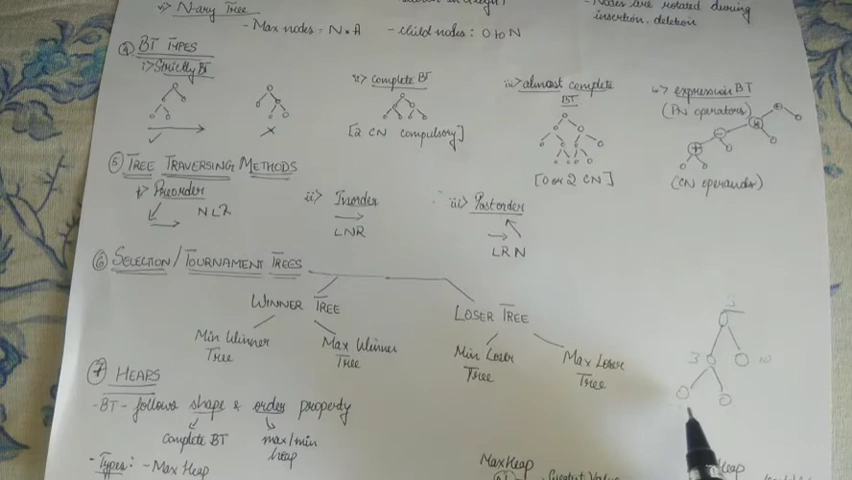 v) N-ary Tree
- Nodes are rotated during
insertion, deletion
- Max nodes = N*A - child nodes : 0 to N
④ BT TYPES
i) Strictly BT
ii) complete BT
[2 CN compulsory]
iii) almost complete
BT
[0 or 2 CN]
iv) expression BT
(PN operators)
(CN operands)
⑤ TREE TRAVERSING METHODS
i) Preorder
NLR
ii) Inorder
LNR
iii) Postorder
LRN
⑥ SELECTION / TOURNAMENT TREES
WINNER TREE
LOSER TREE
Min Winner
Tree
Max Winner
Tree
Min Loser
Tree
Max Loser
Tree
5
3
10
⑦ HEAPS
- BT - follows shape & order property
complete BT
max/min
heap
- Types : - Max Heap
Max Heap
Heap